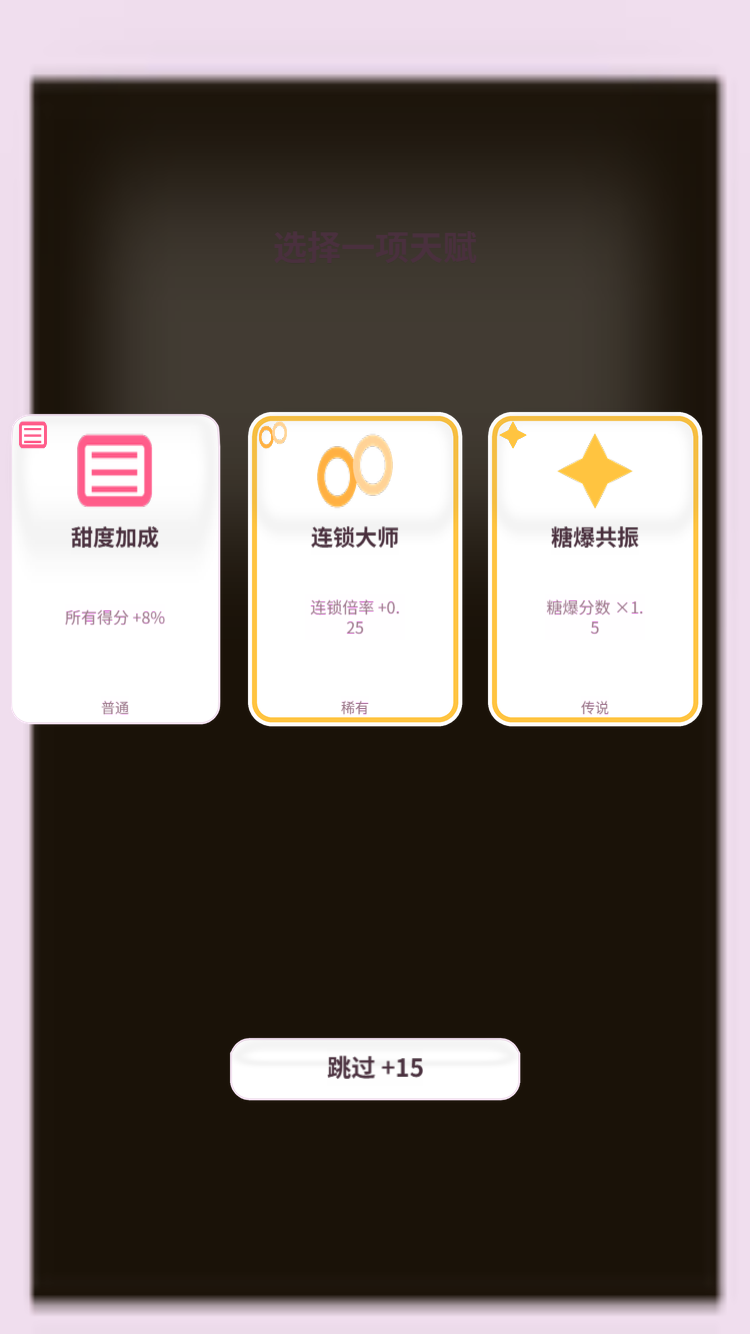 选择一项天赋
甜度加成
连锁大师
糖爆共振
所有得分 +8%
连锁倍率 +0.
25
糖爆分数 ×1.
5
普通
稀有
传说
跳过 +15